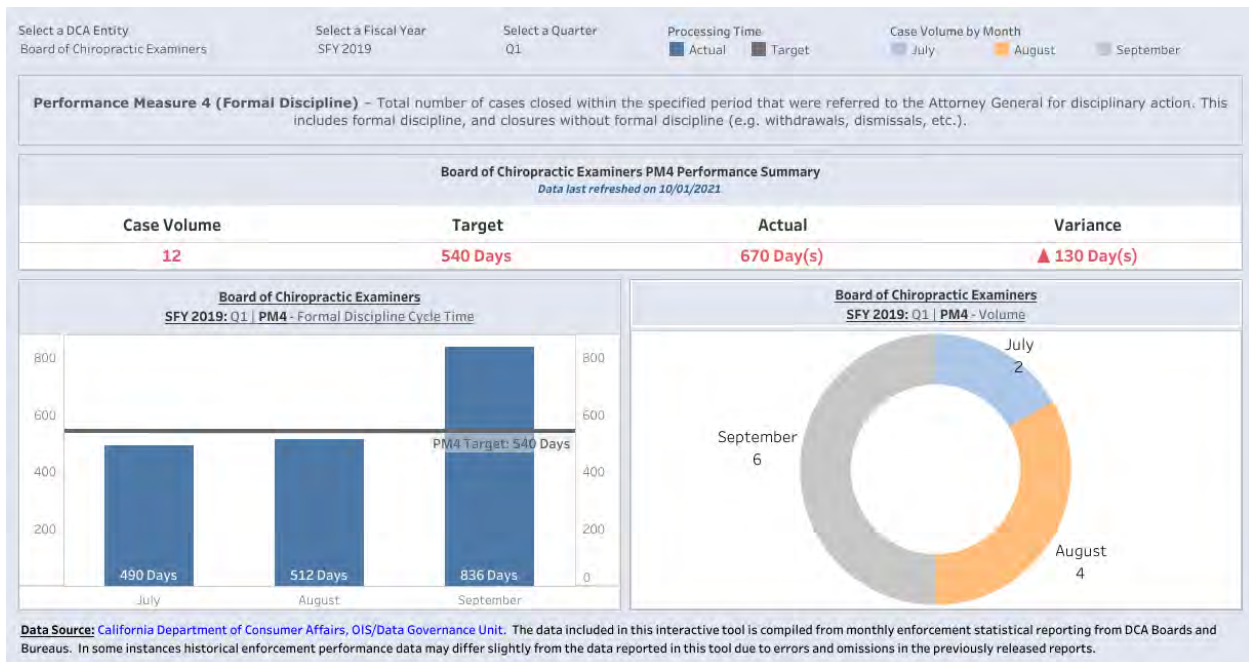 Select a DCA Entity
Board of Chiropractic Examiners
Select a Fiscal Year
SFY 2019
Select a Quarter
Q1
Processing Time
Actual
Target
Case Volume by Month
July
August
September
Performance Measure 4 (Formal Discipline) – Total number of cases closed within the specified period that were referred to the Attorney General for disciplinary action. This
includes formal discipline, and closures without formal discipline (e.g. withdrawals, dismissals, etc.).
Board of Chiropractic Examiners PM4 Performance Summary
Data last refreshed on 10/01/2021
Case Volume Target Actual Variance
12 540 Days 670 Day(s) ▲ 130 Day(s)
Board of Chiropractic Examiners
SFY 2019: Q1 | PM4 - Formal Discipline Cycle Time
800
600
400
200
800
600
400
200
0
PM4 Target: 540 Days
490 Days
512 Days
836 Days
July
August
September
Board of Chiropractic Examiners
SFY 2019: Q1 | PM4 - Volume
July
2
September
6
August
4
Data Source: California Department of Consumer Affairs, OIS/Data Governance Unit. The data included in this interactive tool is compiled from monthly enforcement statistical reporting from DCA Boards and
Bureaus. In some instances historical enforcement performance data may differ slightly from the data reported in this tool due to errors and omissions in the previously released reports.